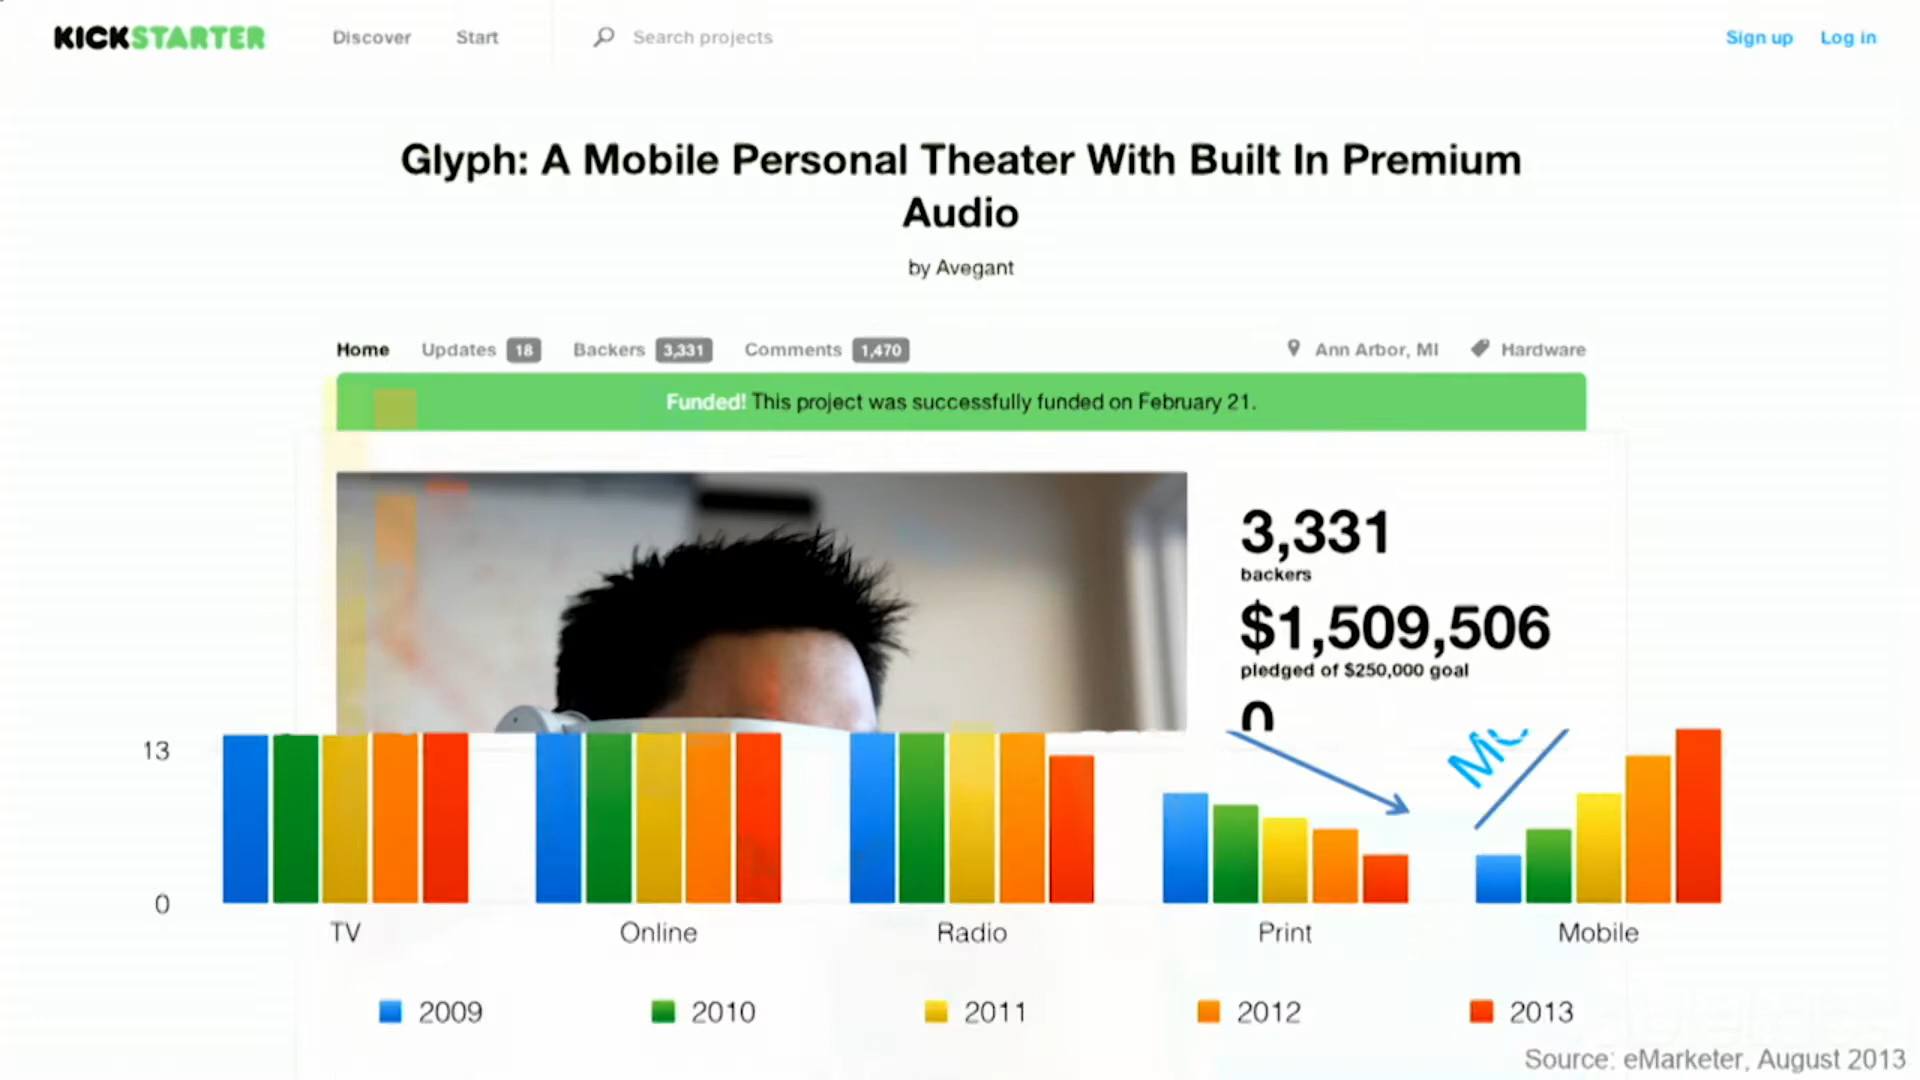 KICKSTARTER Discover Start Search projects Sign up Log in
Glyph: A Mobile Personal Theater With Built In Premium
Audio
by Avegant
Home Updates 18 Backers 3,331 Comments 1,470 Ann Arbor, MI Hardware
Funded! This project was successfully funded on February 21.
3,331
backers
$1,509,506
pledged of $250,000 goal
0
13
0
TV Online Radio Print Mobile
2009 2010 2011 2012 2013
Source: eMarketer, August 2013